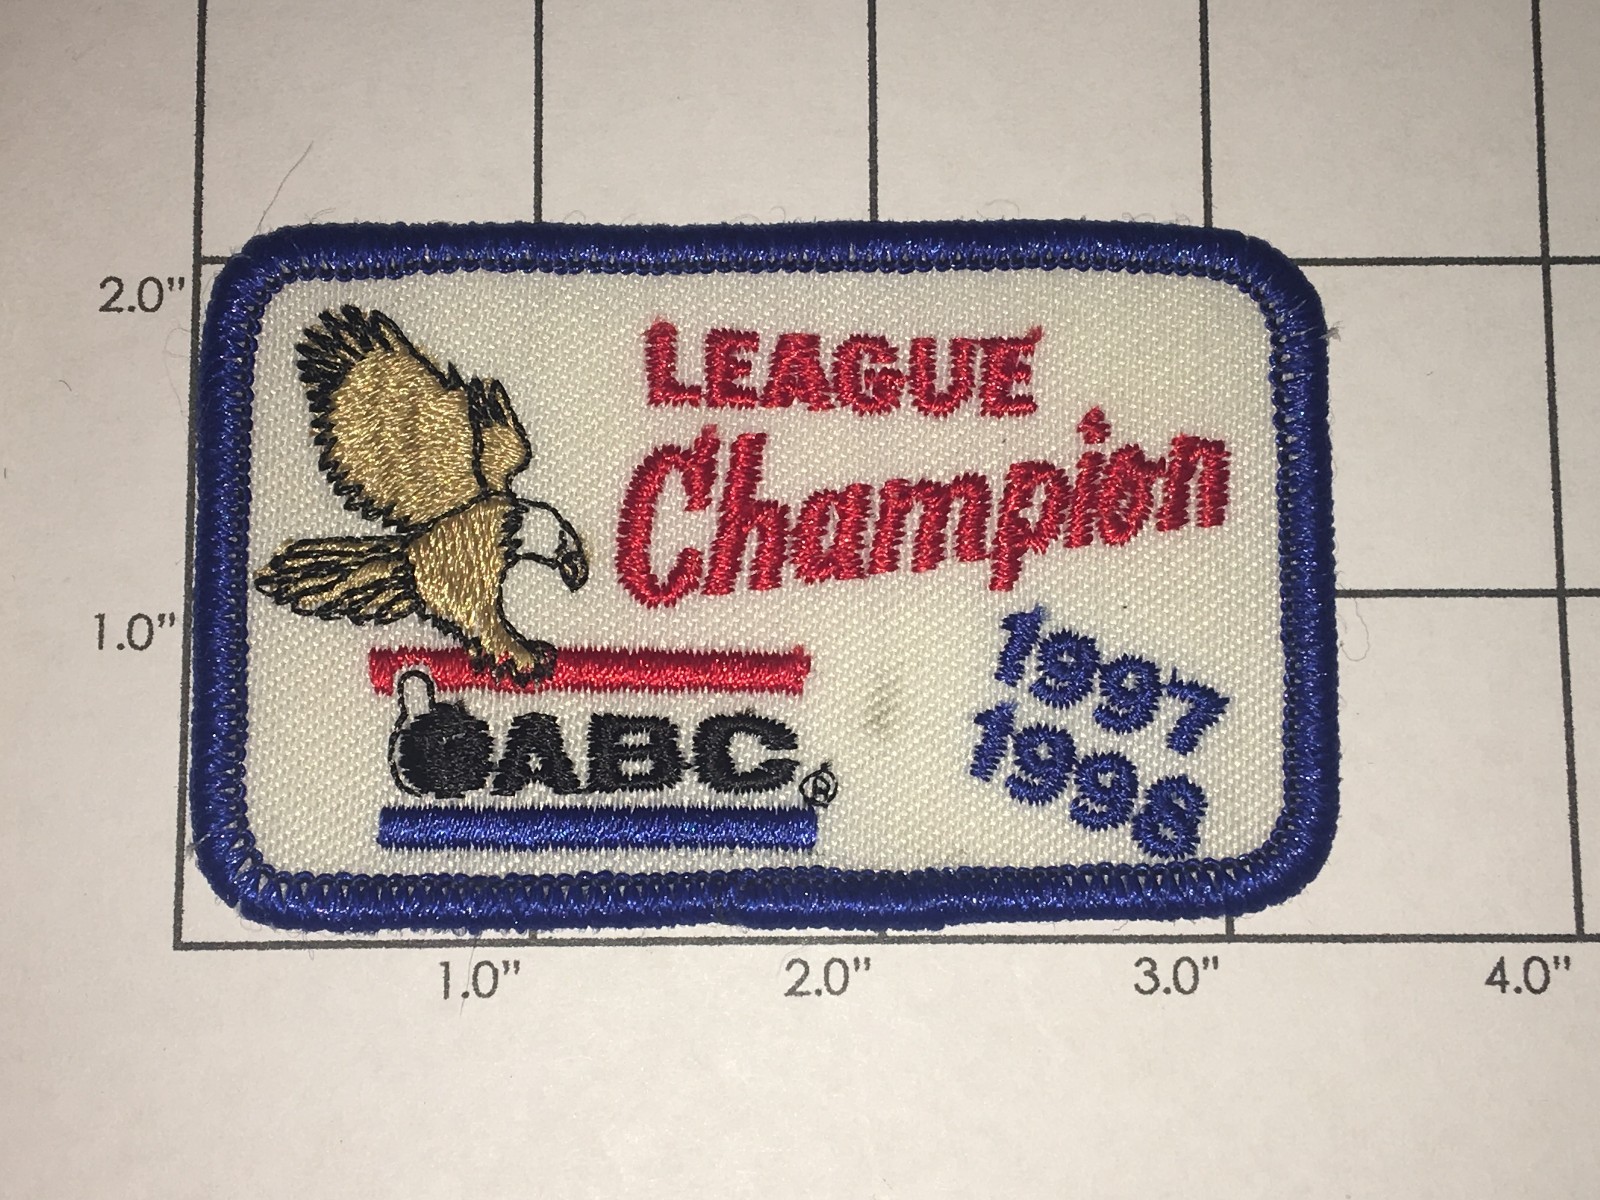 2.0"
LEAGUE
Champion
1.0"
1997
1998
ABC®
1.0" 2.0" 3.0" 4.0"